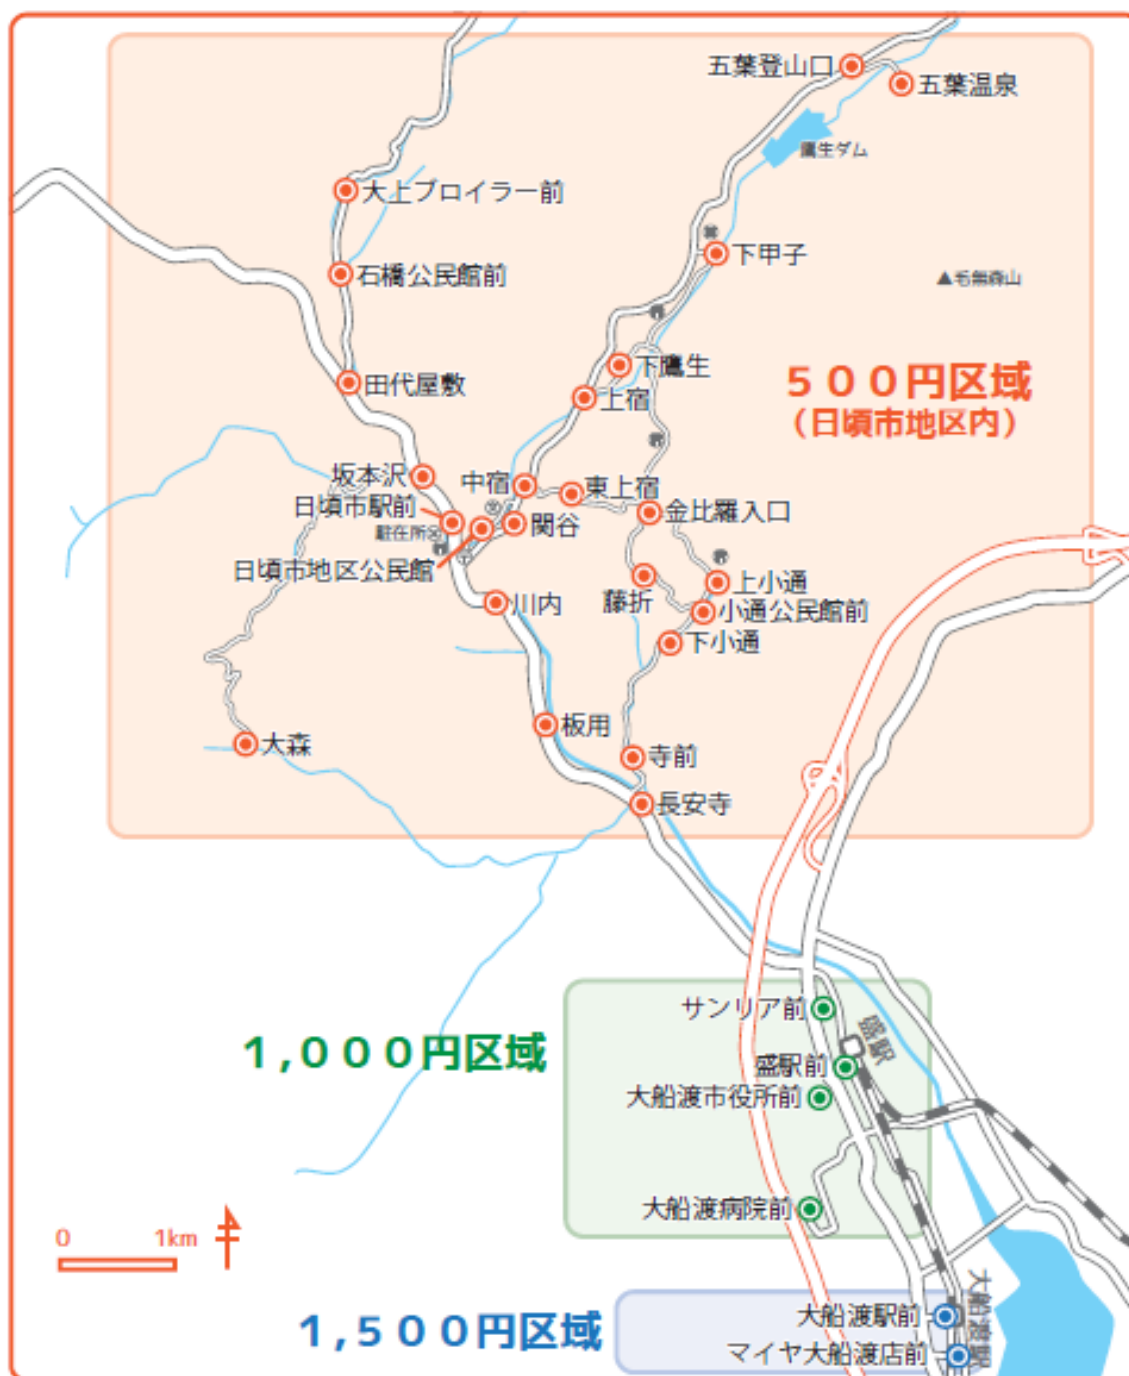 五葉登山口
五葉温泉
鷹生ダム
大上ブロイラー前
下甲子
石橋公民館前
▲毛無森山
下鷹生
５００円区域
（日頃市地区内）
田代屋敷
上宿
坂本沢
中宿
東上宿
日頃市駅前
金比羅入口
駐在所
関谷
日頃市地区公民館
上小通
川内
藤折
小通公民館前
下小通
板用
大森
寺前
長安寺
サンリア前
盛駅
１,０００円区域
盛駅前
大船渡市役所前
大船渡病院前
0 1km
大船渡駅
１,５００円区域
大船渡駅前
マイヤ大船渡店前